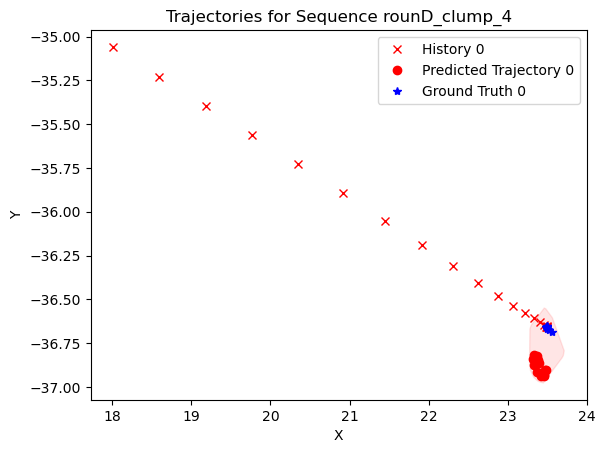 Trajectories for Sequence rounD_clump_4
History 0
Predicted Trajectory 0
Ground Truth 0
Y
−35.00
−35.25
−35.50
−35.75
−36.00
−36.25
−36.50
−36.75
−37.00
18 19 20 21 22 23 24
X